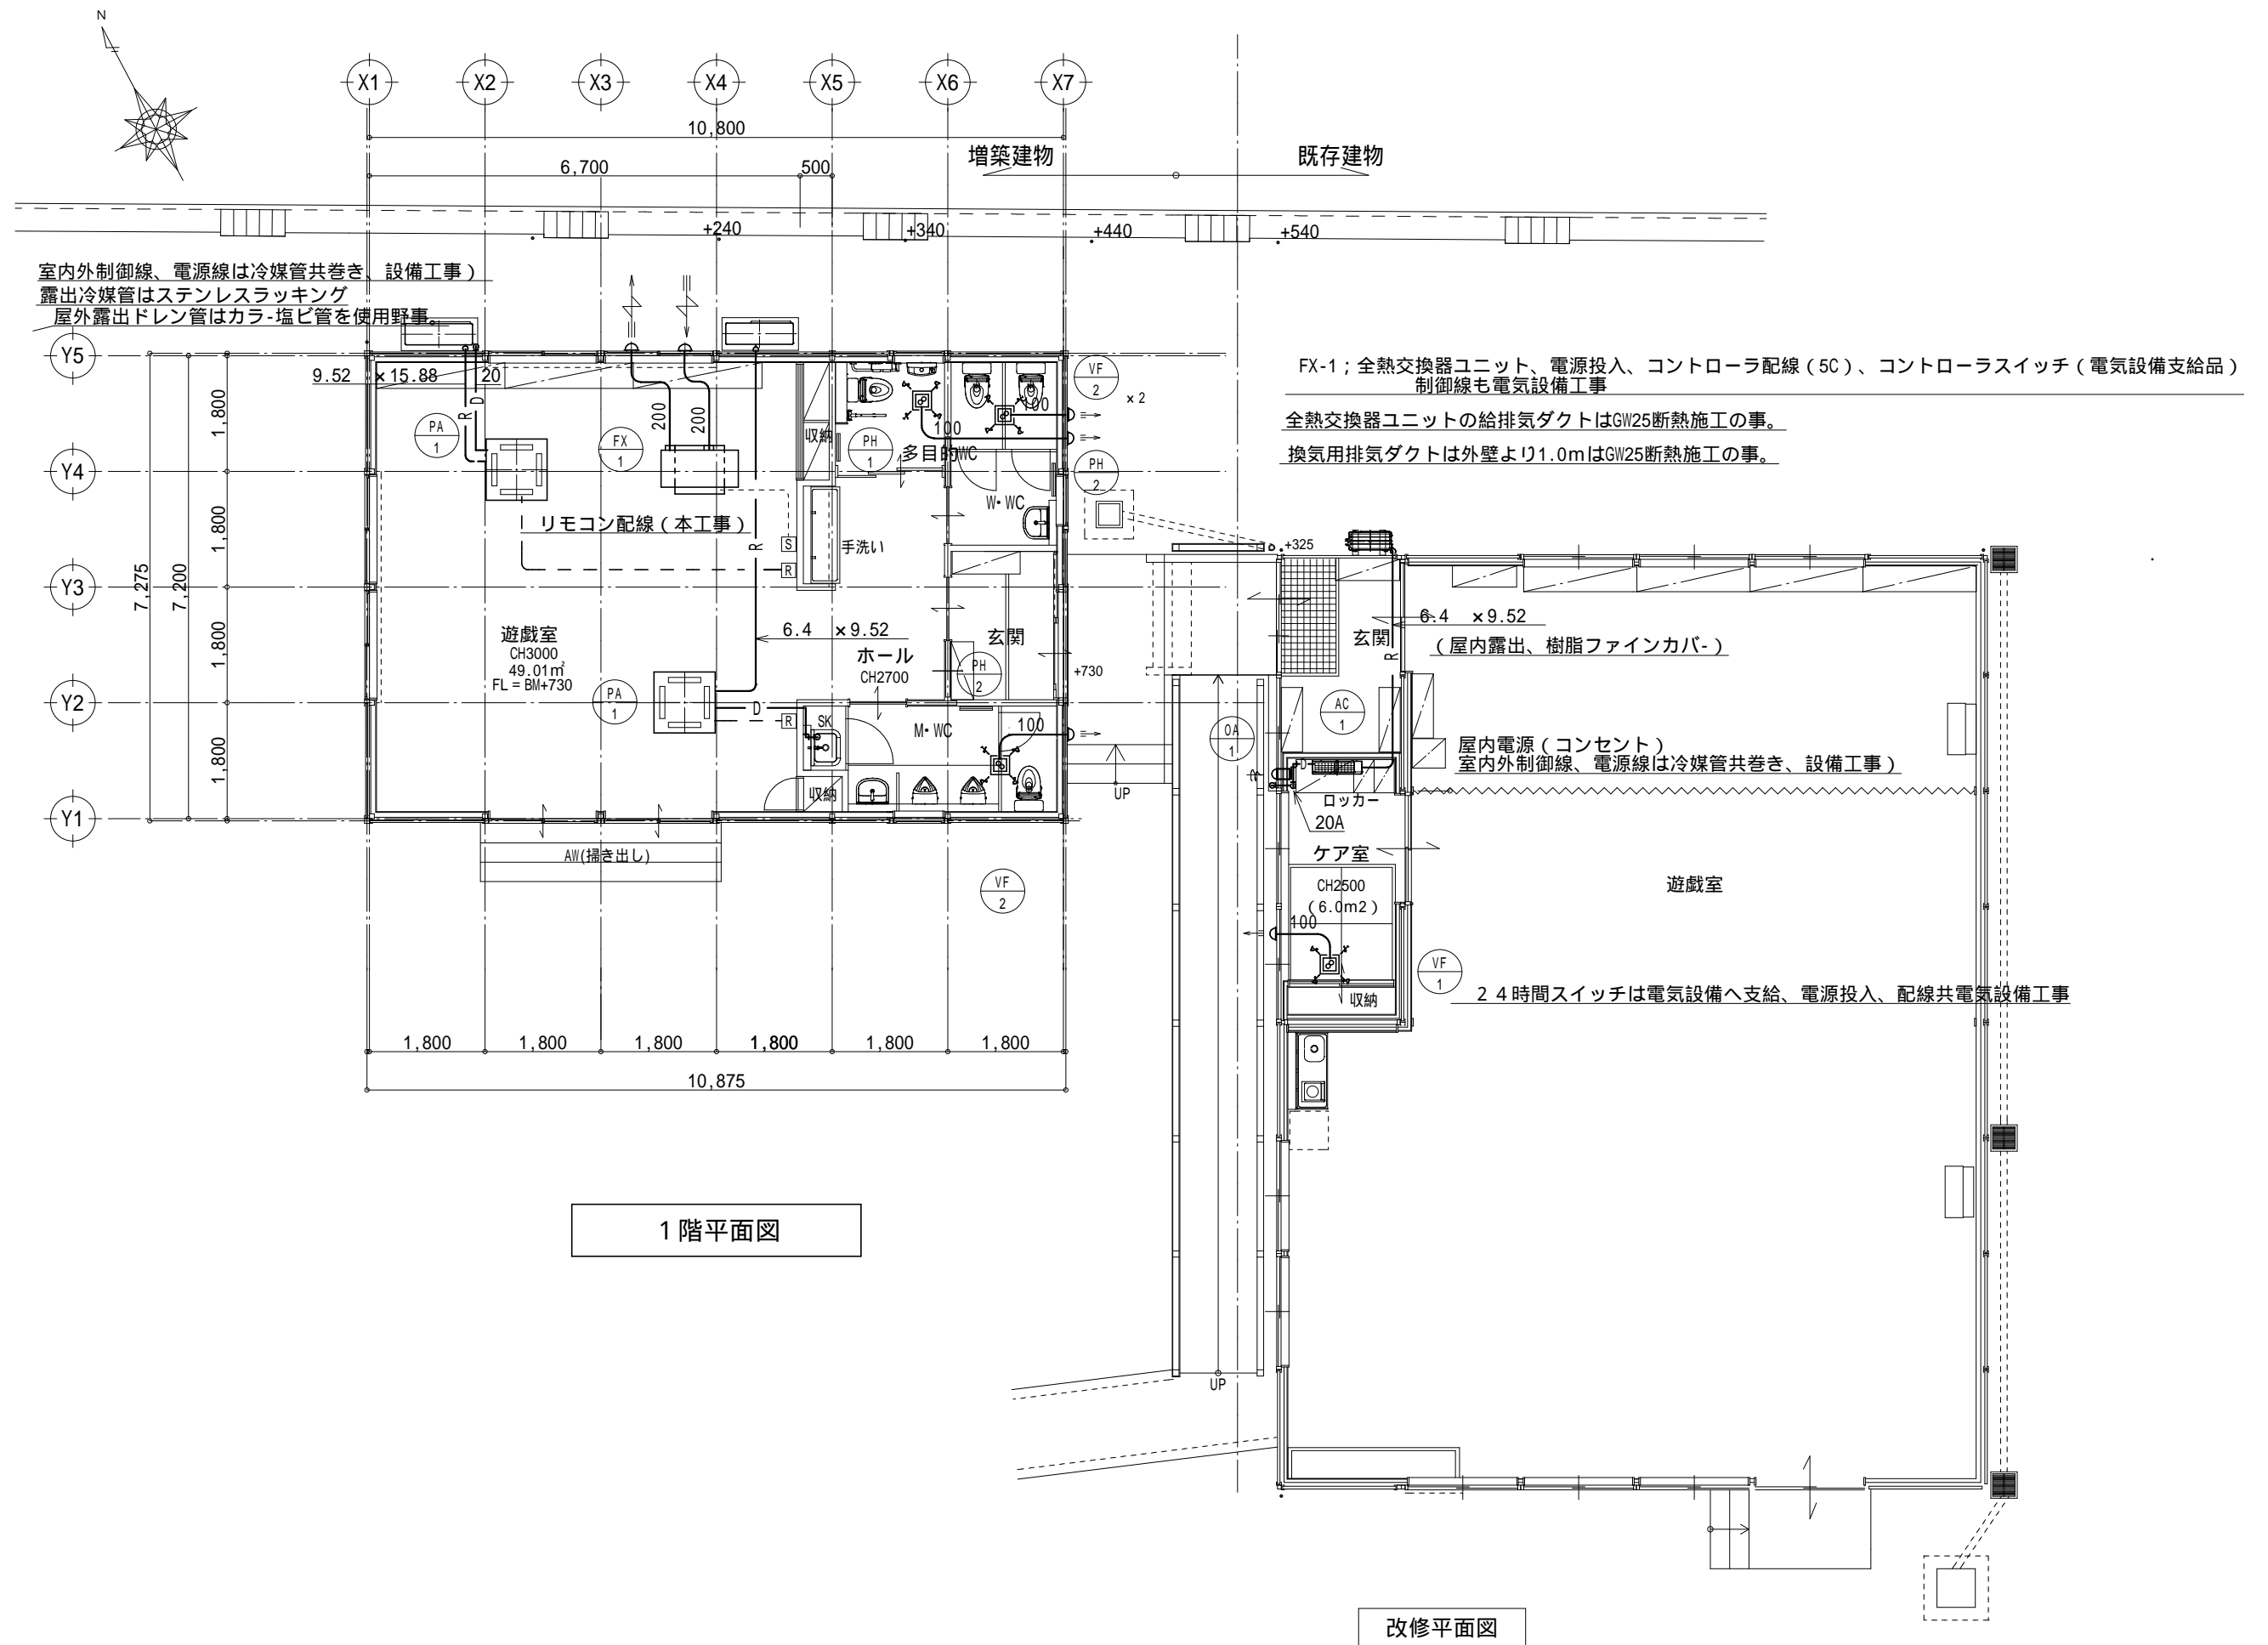 N
X1 X2 X3 X4 X5 X6 X7
10,800
増築建物 既存建物
6,700 500
+240 +340 +440 +540
室内外制御線、電源線は冷媒管共巻き、設備工事）
露出冷媒管はステンレスラッキング
屋外露出ドレン管はカラ-塩ビ管を使用野事
Y5
9.52 ×15.88 20
VF
2
×2
FX-1；全熱交換器ユニット、電源投入、コントローラ配線（5C）、コントローラスイッチ（電気設備支給品）
制御線も電気設備工事
全熱交換器ユニットの給排気ダクトはGW25断熱施工の事。
換気用排気ダクトは外壁より1.0mはGW25断熱施工の事。
1,800
R
D
PA
1
FX
1
200
200
収納
PH
1
100
100
多目的WC
PH
2
Y4
W・WC
リモコン配線（本工事）
S
R
手洗い
R
+325
1,800
7,275
7,200
Y3
6.4 ×9.52
玄関
遊戯室
CH3000
49.01㎡
FL＝BM+730
ホール
CH2700
PH
2
+730
玄関
6.4 ×9.52
（屋内露出、樹脂ファインカバ-）
R
1,800
Y2
PA
1
D
R
SK
M・WC
100
AC
1
OA
1
屋内電源（コンセント）
室内外制御線、電源線は冷媒管共巻き、設備工事）
1,800
収納
UP
D
ロッカー
20A
Y1
AW(掃き出し)
ケア室
VF
2
CH2500
（6.0m2）
100
遊戯室
VF
1
２４時間スイッチは電気設備へ支給、電源投入、配線共電気設備工事
収納
1,800 1,800 1,800 1,800 1,800 1,800
10,875
１階平面図
UP
改修平面図